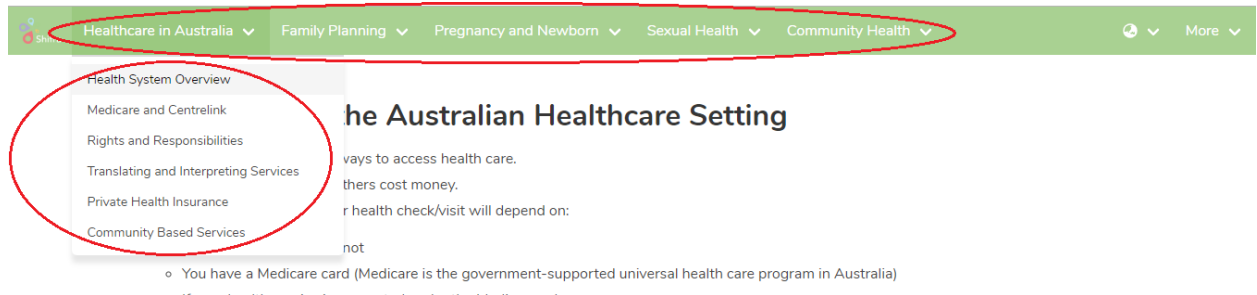 Healthcare in Australia Family Planning Pregnancy and Newborn Sexual Health Community Health More
Health System Overview
Medicare and Centrelink
Rights and Responsibilities
Translating and Interpreting Services
Private Health Insurance
Community Based Services
the Australian Healthcare Setting
ways to access health care.
thers cost money.
r health check/visit will depend on:
not
You have a Medicare card (Medicare is the government-supported universal health care program in Australia)